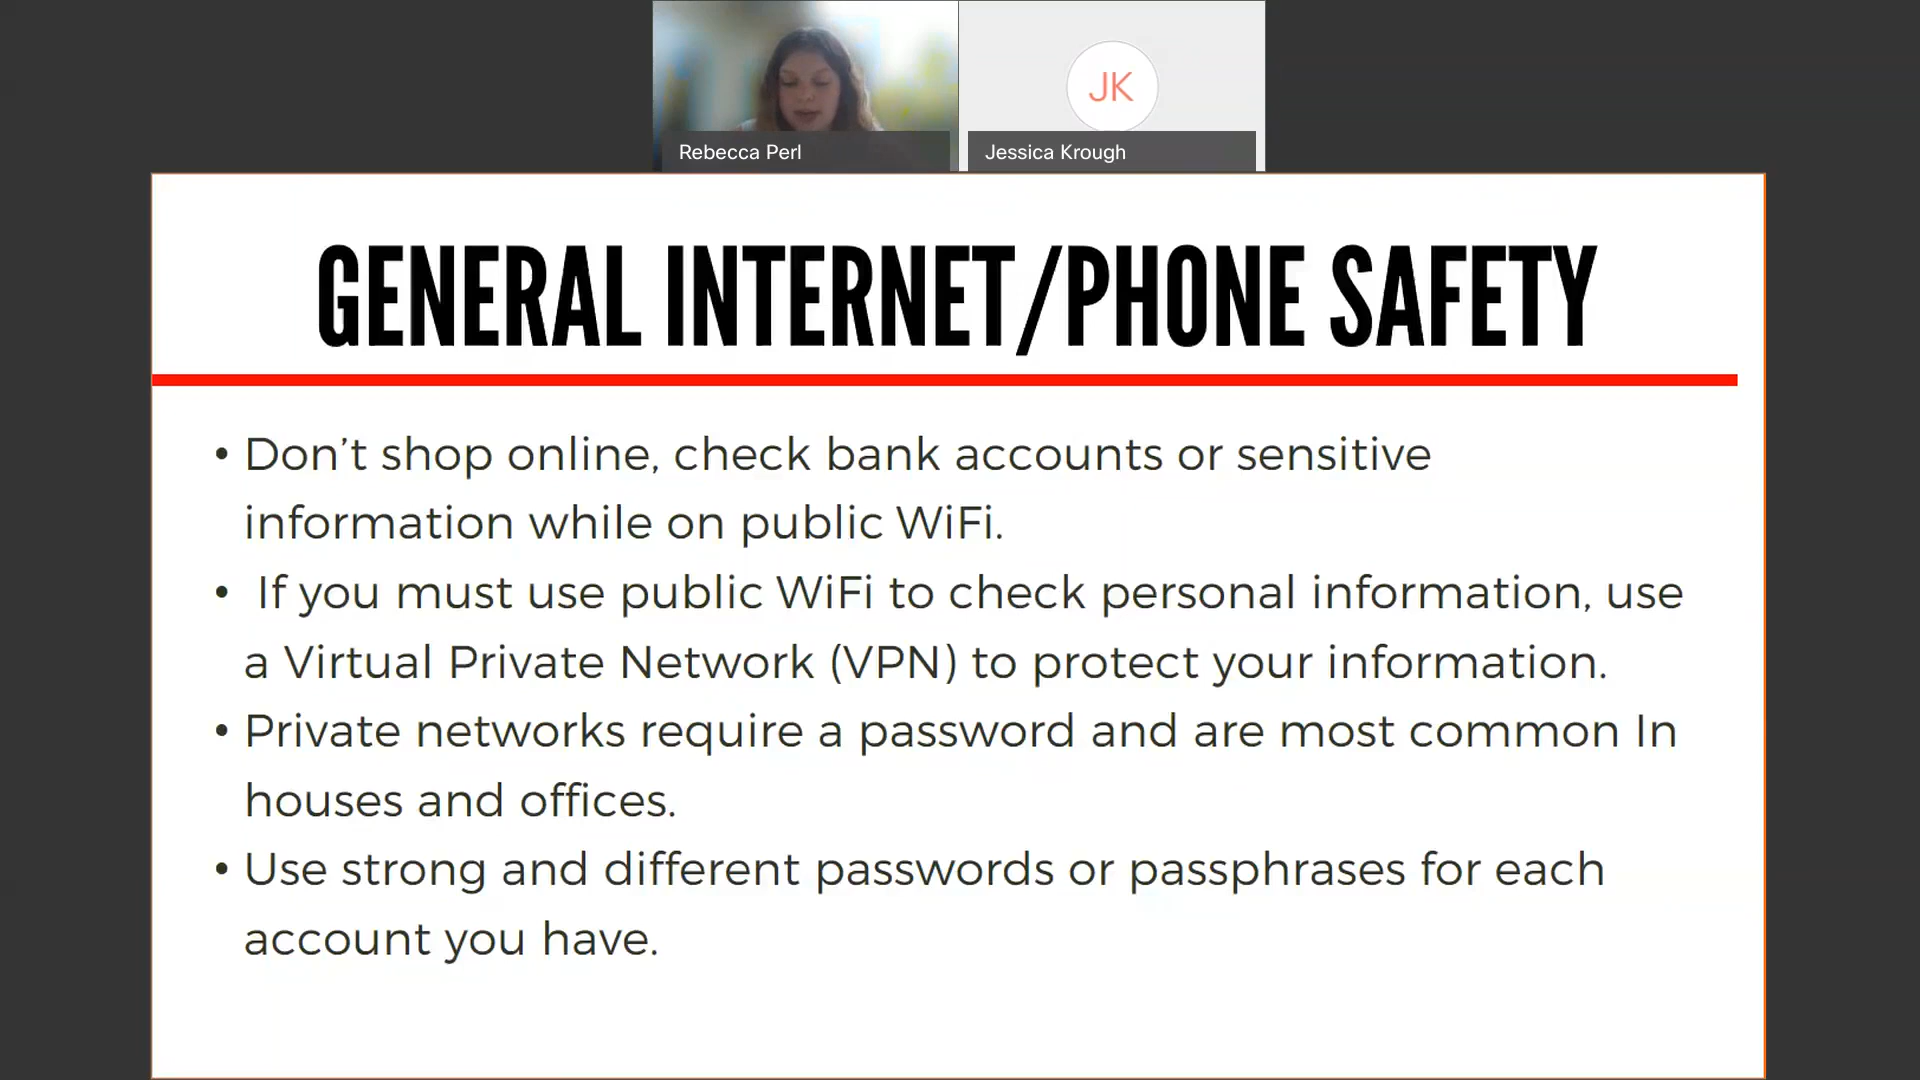 JK
Rebecca Perl
Jessica Krough
GENERAL INTERNET/PHONE SAFETY
• Don’t shop online, check bank accounts or sensitive
information while on public WiFi.
• If you must use public WiFi to check personal information, use
a Virtual Private Network (VPN) to protect your information.
• Private networks require a password and are most common In
houses and offices.
• Use strong and different passwords or passphrases for each
account you have.